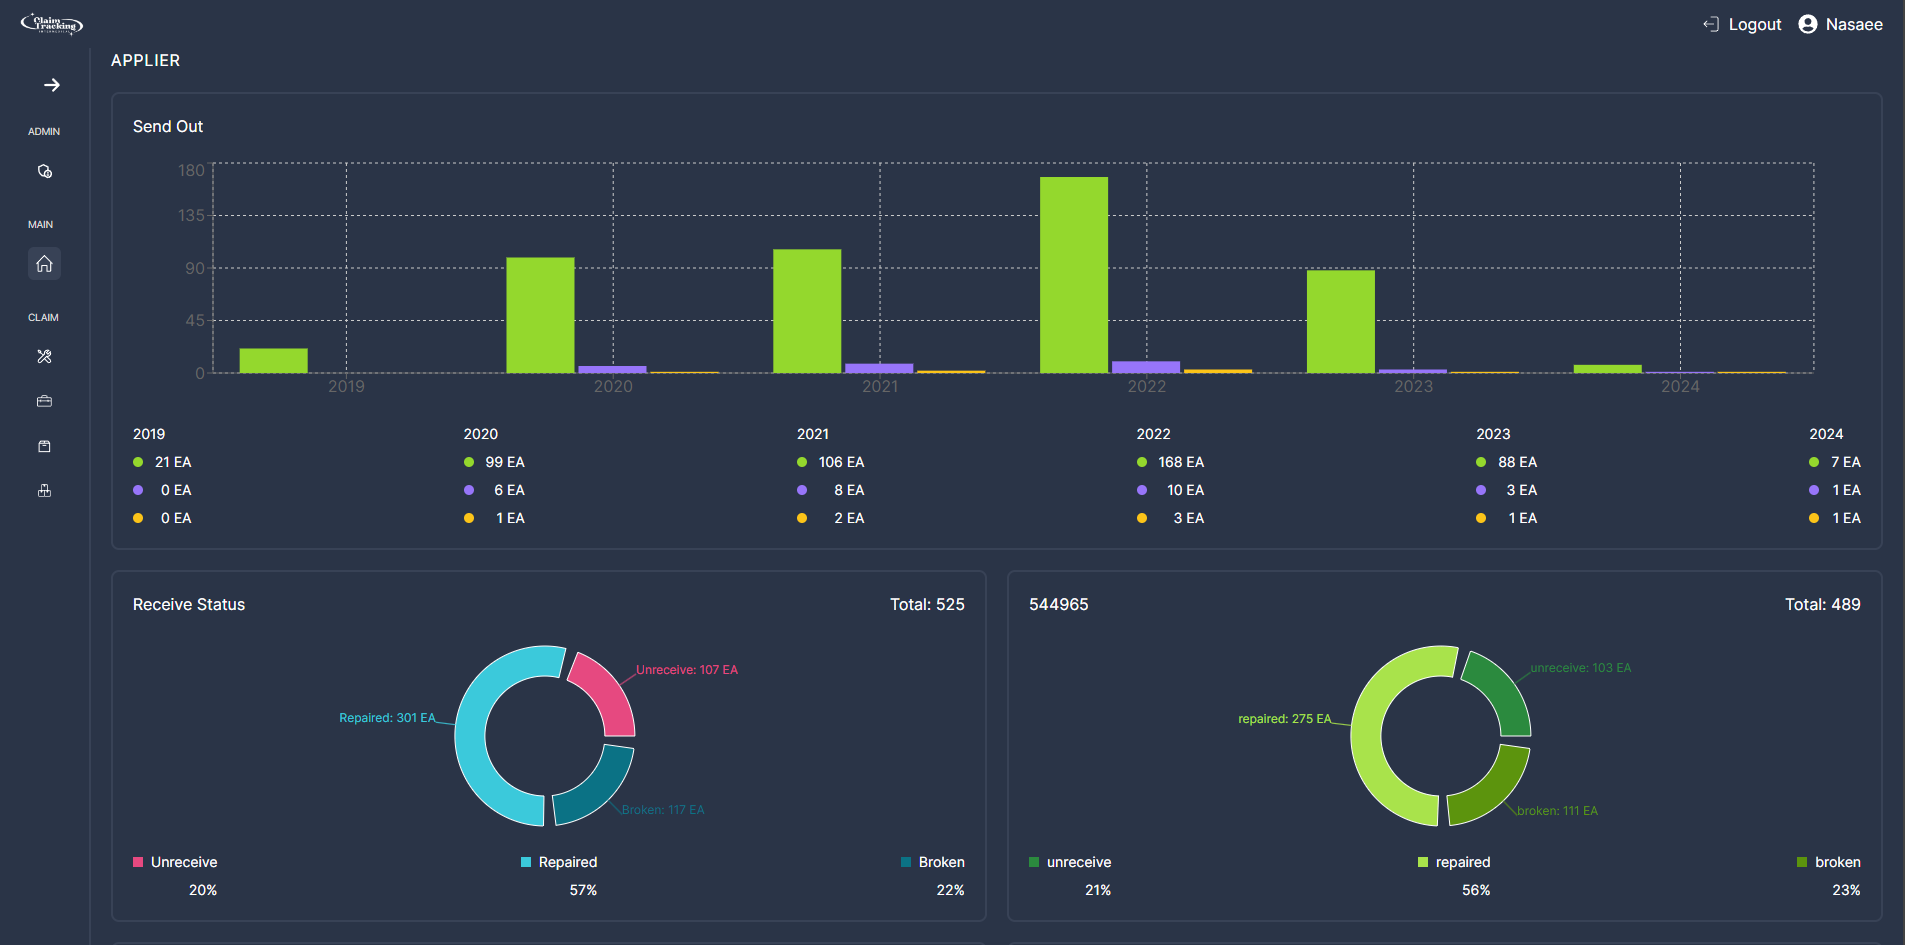 Claim
Tracking
Logout
Nasaee
APPLIER
ADMIN
MAIN
CLAIM
Send Out
180
135
90
45
0
2019
2020
2021
2022
2023
2024
2019
21 EA
0 EA
0 EA
2020
99 EA
6 EA
1 EA
2021
106 EA
8 EA
2 EA
2022
168 EA
10 EA
3 EA
2023
88 EA
3 EA
1 EA
2024
7 EA
1 EA
1 EA
Receive Status
Total: 525
Unreceive: 107 EA
Repaired: 301 EA
Broken: 117 EA
Unreceive
20%
Repaired
57%
Broken
22%
544965
Total: 489
unreceive: 103 EA
repaired: 275 EA
broken: 111 EA
unreceive
21%
repaired
56%
broken
23%